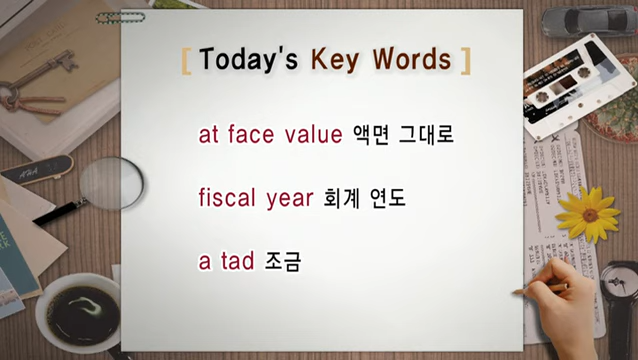 [ Today's Key Words ]
at face value 액면 그대로
fiscal year 회계 연도
a tad 조금